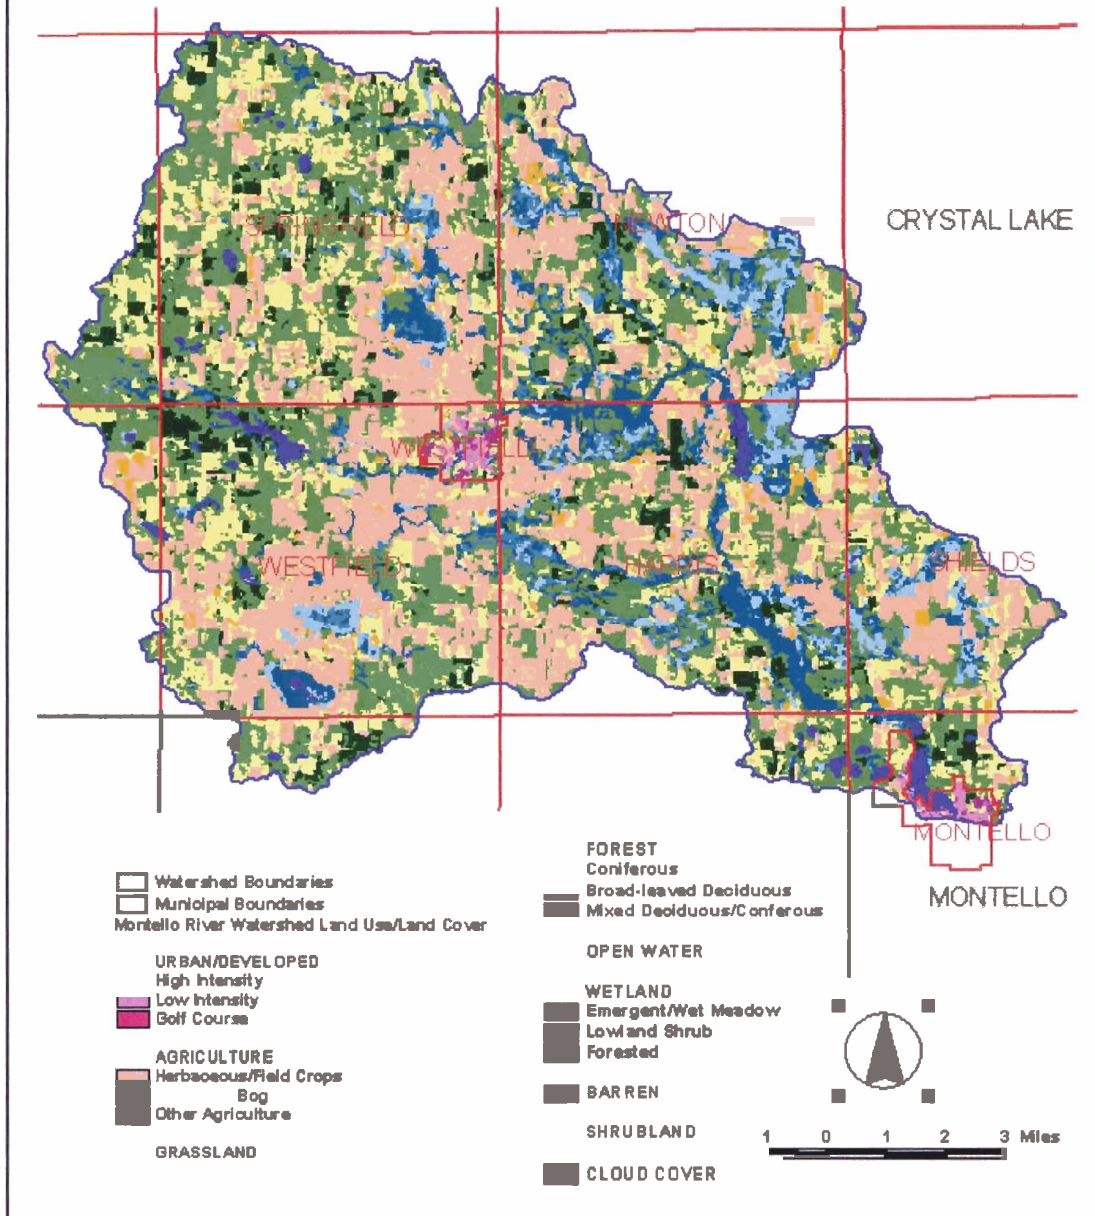 SPRINGFIELD
NEWTON
CRYSTAL LAKE
WESTFIELD
WESTFIELD
HARRIS
SHIELDS
MONTELLO
MONTELLO
Watershed Boundaries
Municipal Boundaries
Montello River Watershed Land Use/Land Cover
URBAN/DEVELOPED
High Intensity
Low Intensity
Golf Course
AGRICULTURE
Herbaceous/Field Crops
Bog
Other Agriculture
GRASSLAND
FOREST
Coniferous
Broad-leaved Deciduous
Mixed Deciduous/Conferous
OPEN WATER
WETLAND
Emergent/Wet Meadow
Lowland Shrub
Forested
BARREN
SHRUBLAND
CLOUD COVER
1 0 1 2 3 Miles